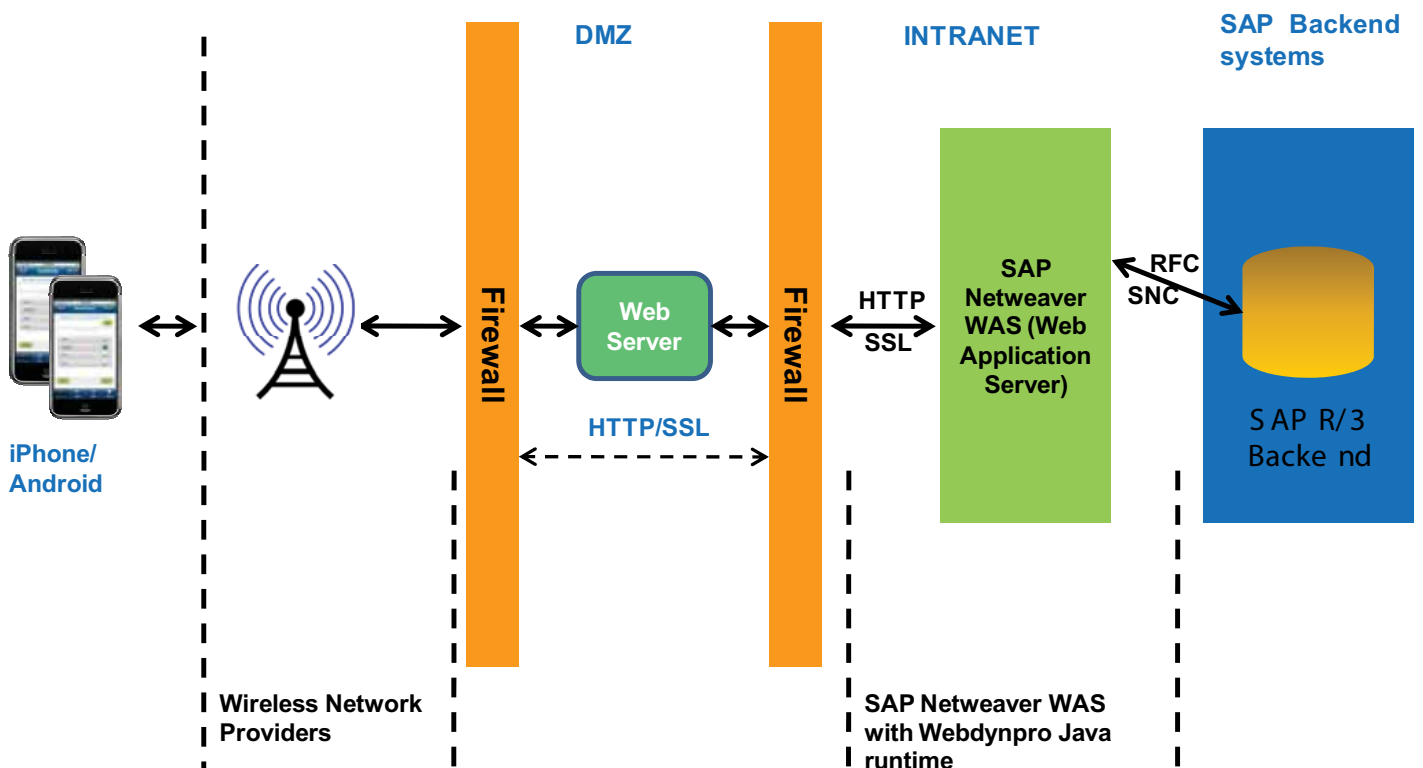 DMZ
INTRANET
SAP Backend
systems
iPhone/
Android
Firewall
Web
Server
HTTP/SSL
Firewall
HTTP
SSL
SAP
Netweaver
WAS (Web
Application
Server)
RFC
SNC
S AP R/3
Backe nd
Wireless Network
Providers
SAP Netweaver WAS
with Webdynpro Java
runtime